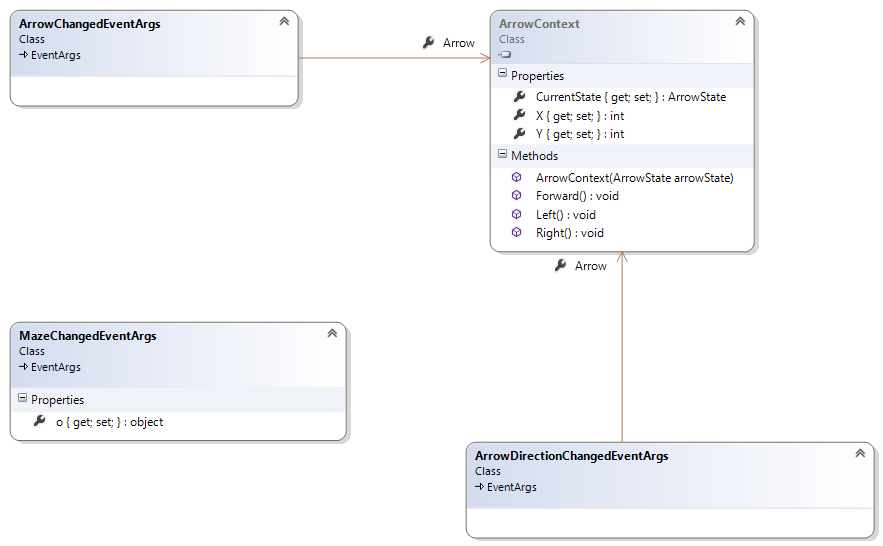 ArrowChangedEventArgs
Class
EventArgs
Arrow
ArrowContext
Class
Properties
CurrentState { get; set; } : ArrowState
X { get; set; } : int
Y { get; set; } : int
Methods
ArrowContext(ArrowState arrowState)
Forward() : void
Left() : void
Right() : void
Arrow
MazeChangedEventArgs
Class
EventArgs
Properties
o { get; set; } : object
ArrowDirectionChangedEventArgs
Class
EventArgs